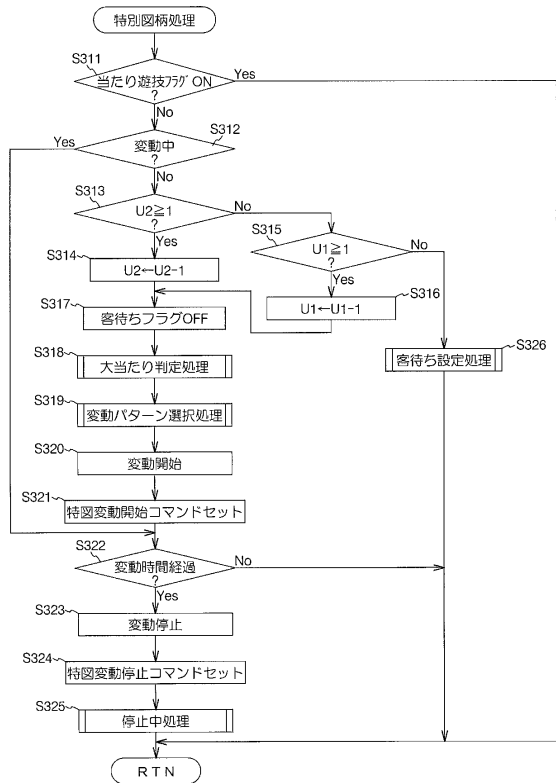 特別図柄処理
S311
当たり遊技フラグON
?
Yes
No
S312
Yes
変動中
?
No
S313
U2≧1
?
No
Yes
S314
U2←U2-1
S315
U1≧1
?
No
Yes
S316
U1←U1-1
S317
客待ちフラグOFF
S326
客待ち設定処理
S318
大当たり判定処理
S319
変動パターン選択処理
S320
変動開始
S321
特図変動開始コマンドセット
S322
変動時間経過
?
No
Yes
S323
変動停止
S324
特図変動停止コマンドセット
S325
停止中処理
RTN